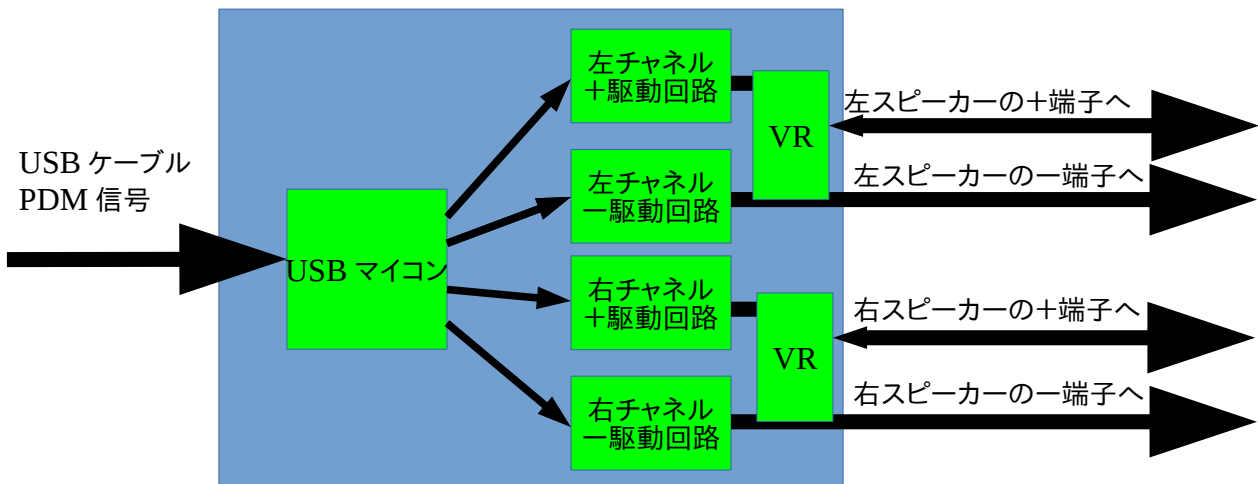 USB ケーブル
PDM 信号
USB マイコン
左チャネル
＋駆動回路
左チャネル
ー駆動回路
右チャネル
＋駆動回路
右チャネル
ー駆動回路
VR
VR
左スピーカーの＋端子へ
左スピーカーのー端子へ
右スピーカーの＋端子へ
右スピーカーのー端子へ